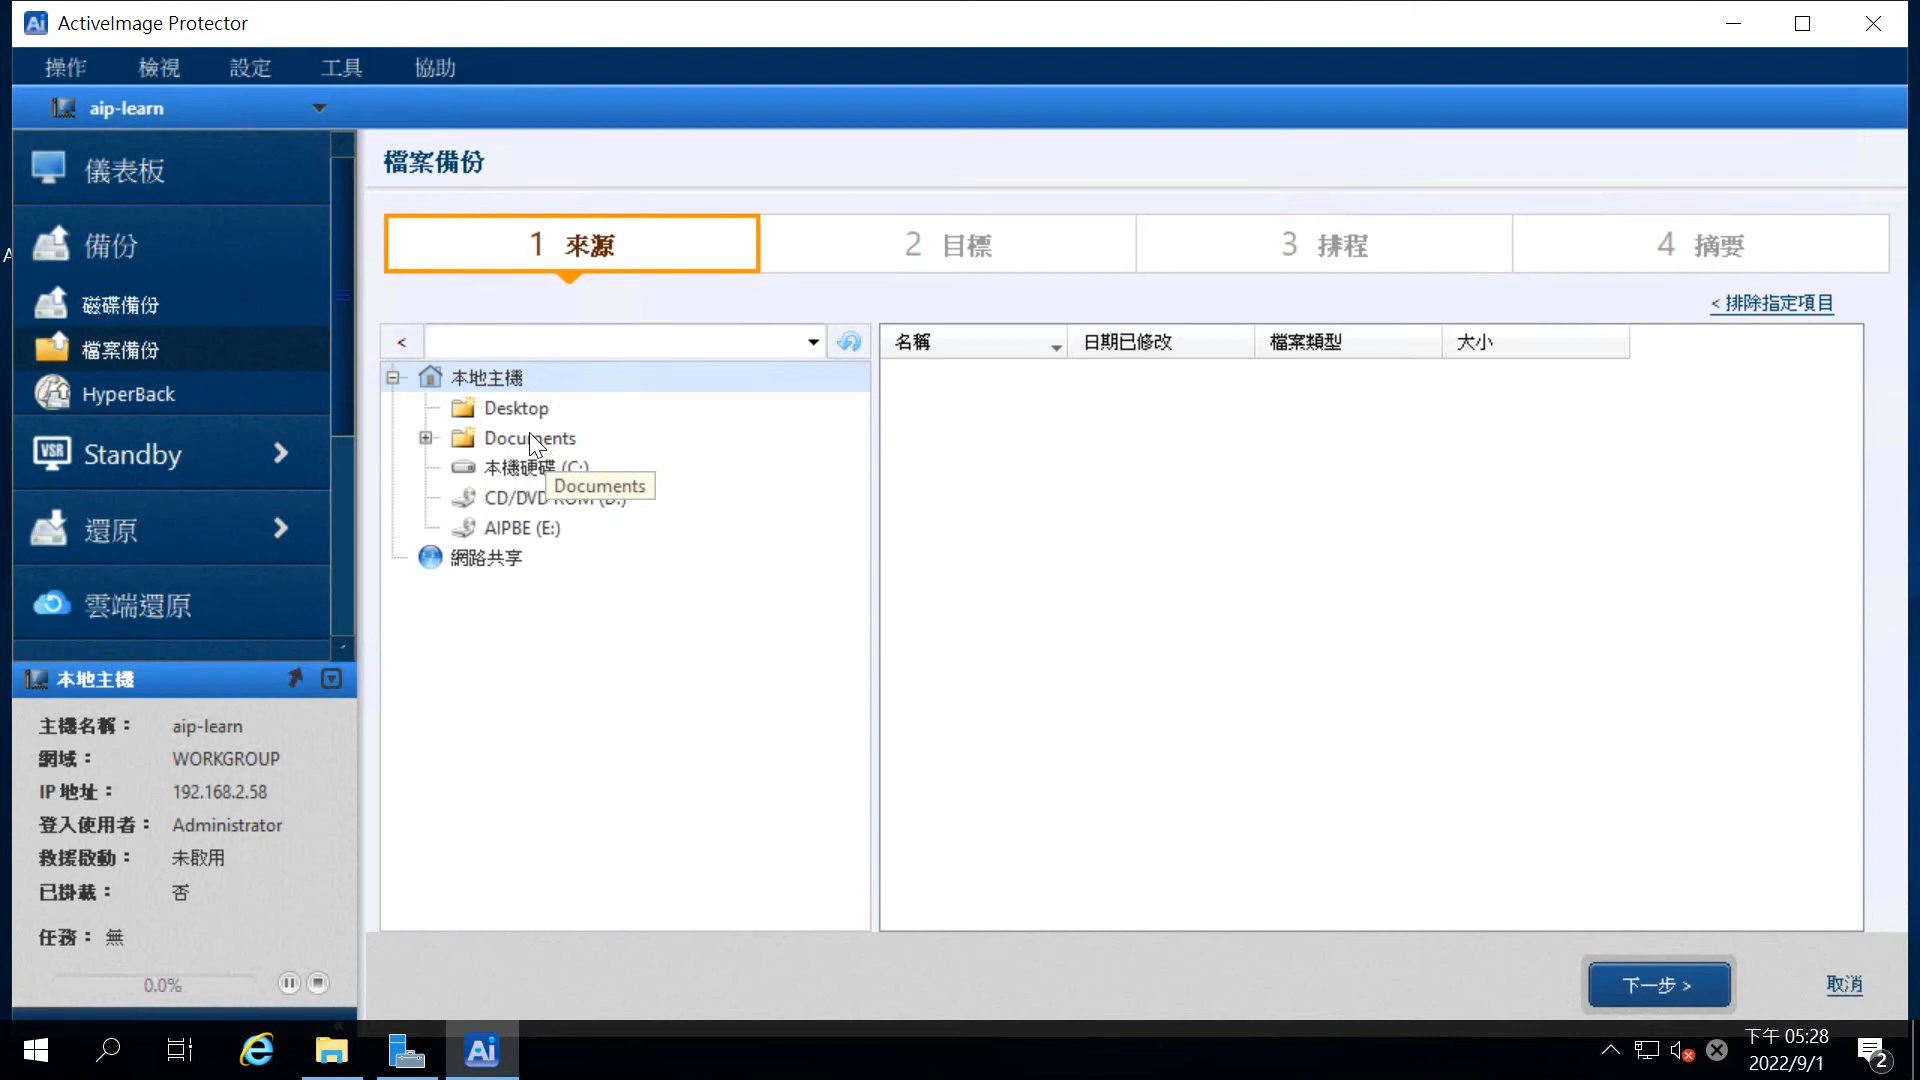 ActiveImage Protector
操作 檢視 設定 工具 協助
aip-learn
儀表板
備份
磁碟備份
檔案備份
HyperBack
VSR Standby
還原
雲端還原
本地主機
主機名稱： aip-learn
網域： WORKGROUP
IP 地址： 192.168.2.58
登入使用者： Administrator
救援啟動： 未啟用
已掛載： 否
任務： 無
0.0%
檔案備份
1 來源
2 目標
3 排程
4 摘要
< 排除指定項目
<
本地主機
Desktop
Documents
本機硬碟 (C:)
Documents
CD/DVD ROM (D:)
AIPBE (E:)
網路共享
名稱 日期已修改 檔案類型 大小
下一步 >
取消
Ai
下午 05:28
2022/9/1
2